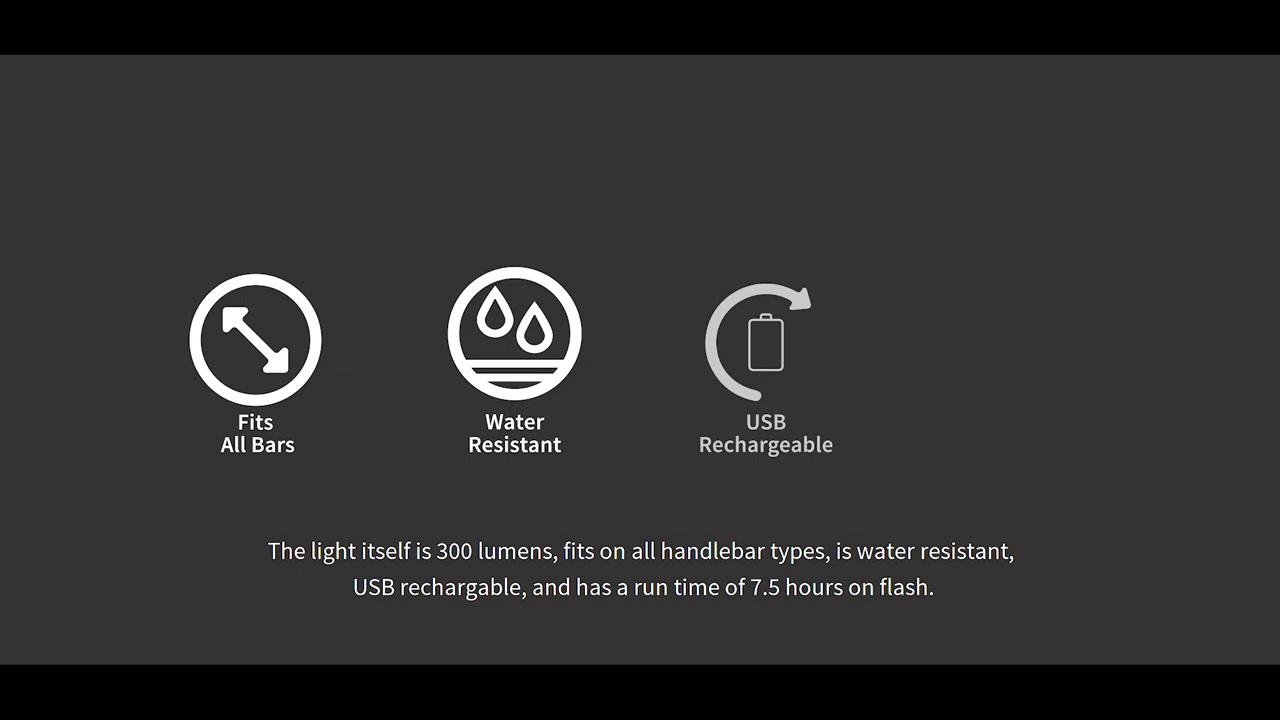 Fits
All Bars
Water
Resistant
USB
Rechargeable
The light itself is 300 lumens, fits on all handlebar types, is water resistant,
USB rechargable, and has a run time of 7.5 hours on flash.